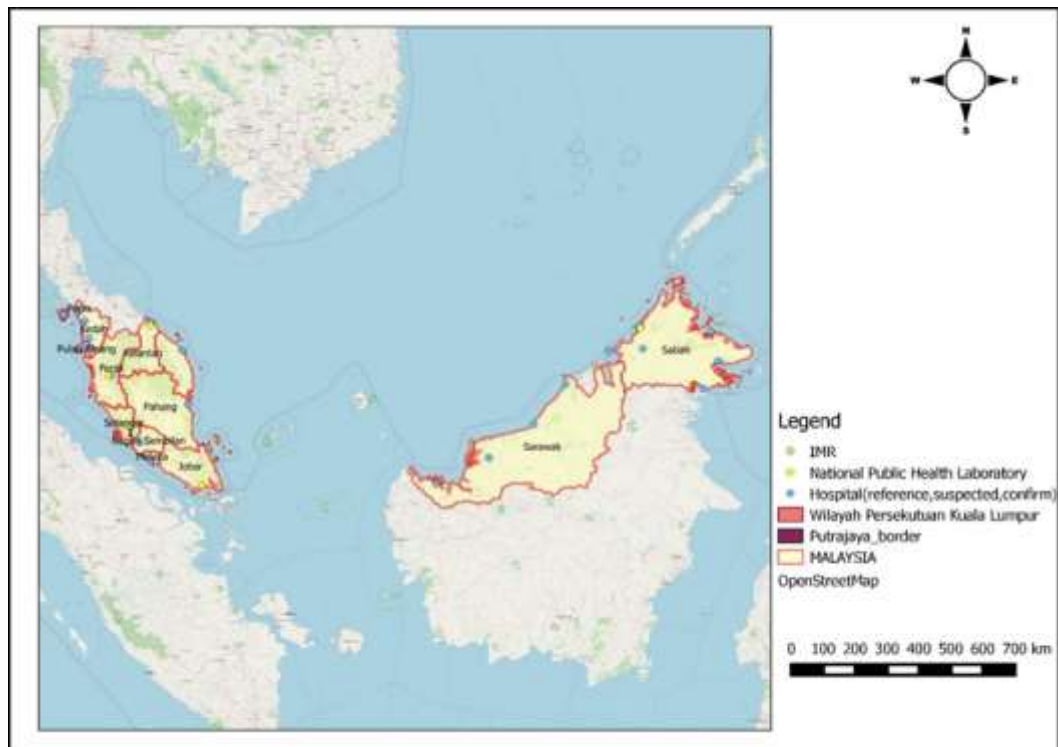 N
W E
S
Perlis
Kedah
Pulau Pinang
Kelantan
Perak
Pahang
Selangor
Negeri Sembilan
Melaka
Johor
Sabah
Sarawak
Legend
IMR
National Public Health Laboratory
Hospital(reference,suspected,confirm)
Wilayah Persekutuan Kuala Lumpur
Putrajaya_border
MALAYSIA
OpenStreetMap
0 100 200 300 400 500 600 700 km